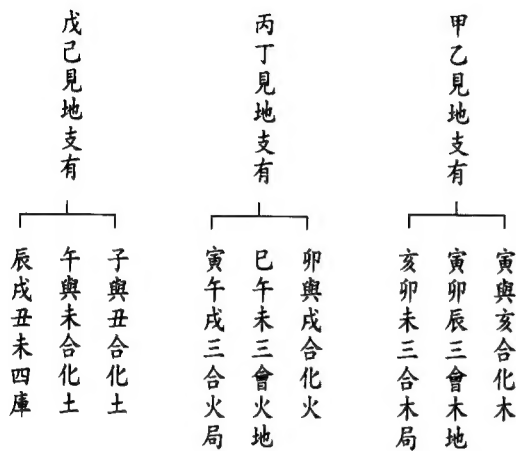 甲乙見地支有
寅與亥合化木
寅卯辰三會木地
亥卯未三合木局
丙丁見地支有
卯與戌合化火
巳午未三會火地
寅午戌三合火局
戊己見地支有
子與丑合化土
午與未合化土
辰戌丑未四庫